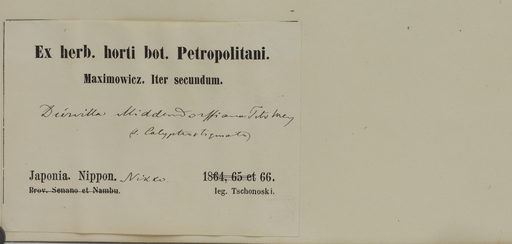 Ex herb. horti bot. Petropolitani.
Maximowicz. Iter secundum.
Diervilla Middendorffiana
(s. Calyptrostigmate)
Japonia. Nippon. Nikko 1864, 65 et 66.
Prov. Senano et Nambu. leg. Tschonoski.